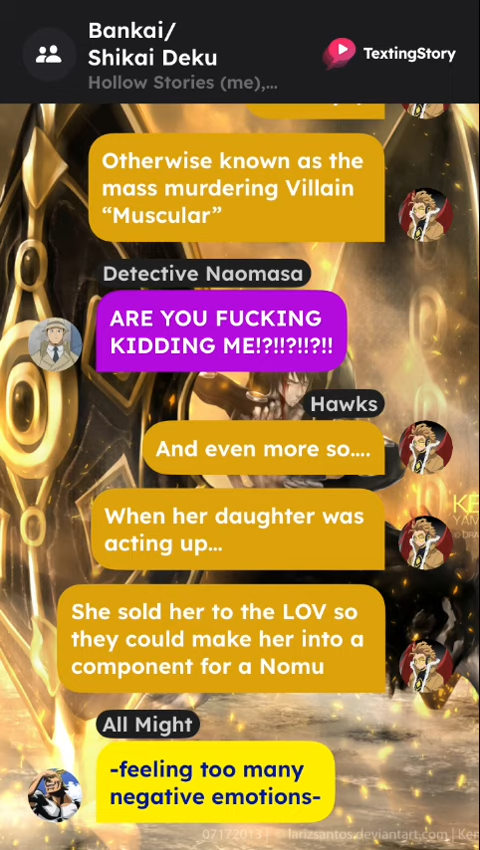 Bankai/
Shikai Deku
Hollow Stories (me),...
TextingStory
Otherwise known as the
mass murdering Villain
“Muscular”
Detective Naomasa
ARE YOU FUCKING
KIDDING ME!?!!?!!?!!
Hawks
And even more so....
When her daughter was
acting up...
She sold her to the LOV so
they could make her into a
component for a Nomu
All Might
-feeling too many
negative emotions-
07172013 | © larizsantos.deviantart.com | Ken